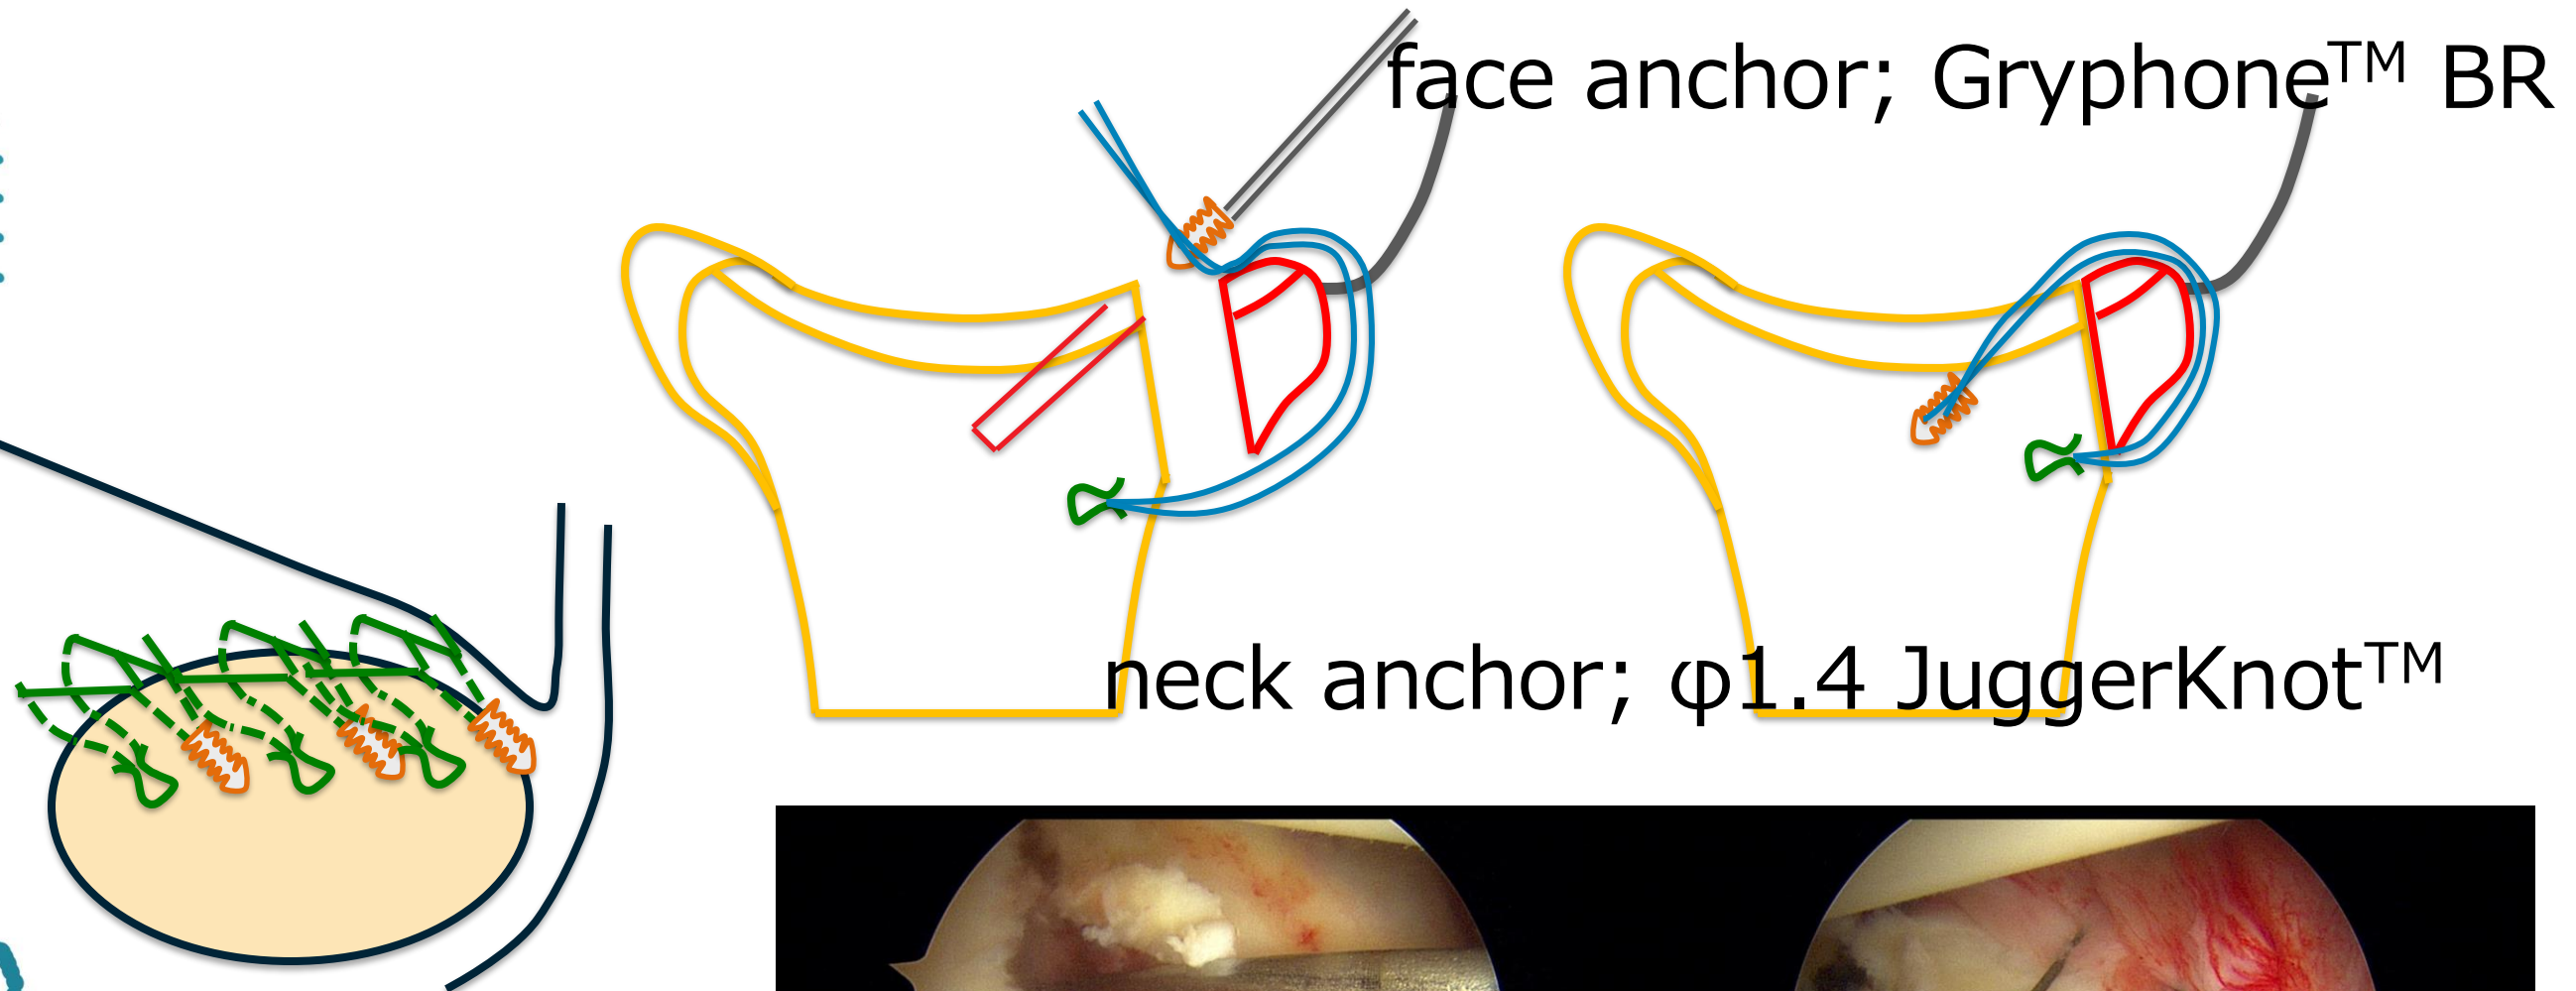 face anchor; Gryphone™ BR
neck anchor; φ1.4 JuggerKnot™